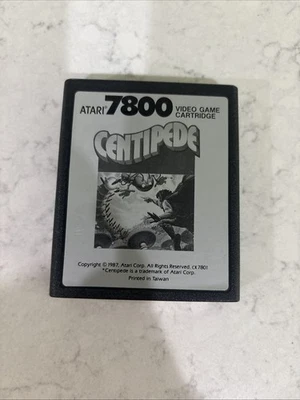 ATARI® 7800 VIDEO GAME CARTRIDGE
CENTIPEDE
Copyright © 1987, Atari Corp. All Rights Reserved. CX7801
*Centipede is a trademark of Atari Corp.
Printed in Taiwan